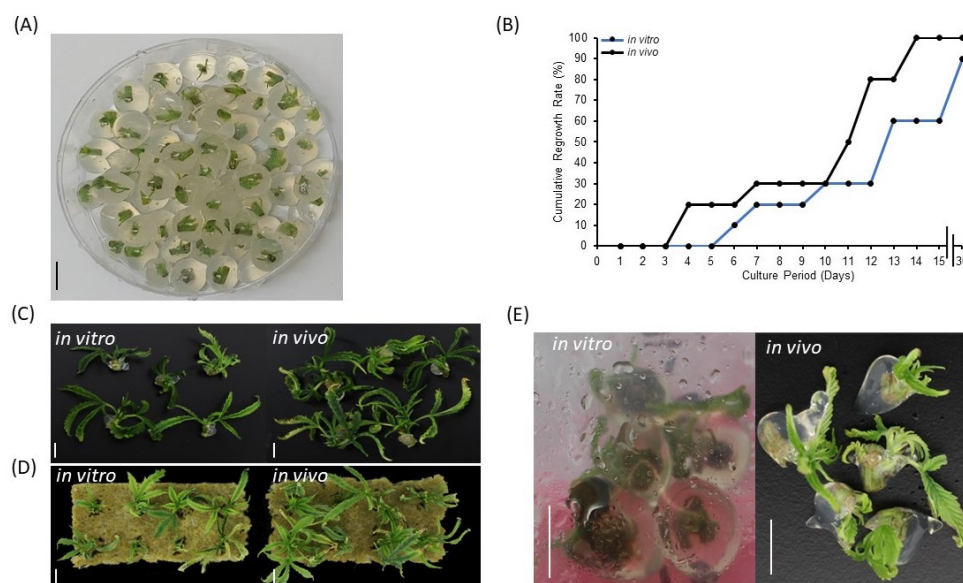 (A)
(B)
in vitro
in vivo
Cumulative Regrowth Rate (%)
100
90
80
70
60
50
40
30
20
10
0
0 1 2 3 4 5 6 7 8 9 10 11 12 13 14 15 30
Culture Period (Days)
(C)
in vitro
in vivo
(D)
in vitro
in vivo
(E)
in vitro
in vivo